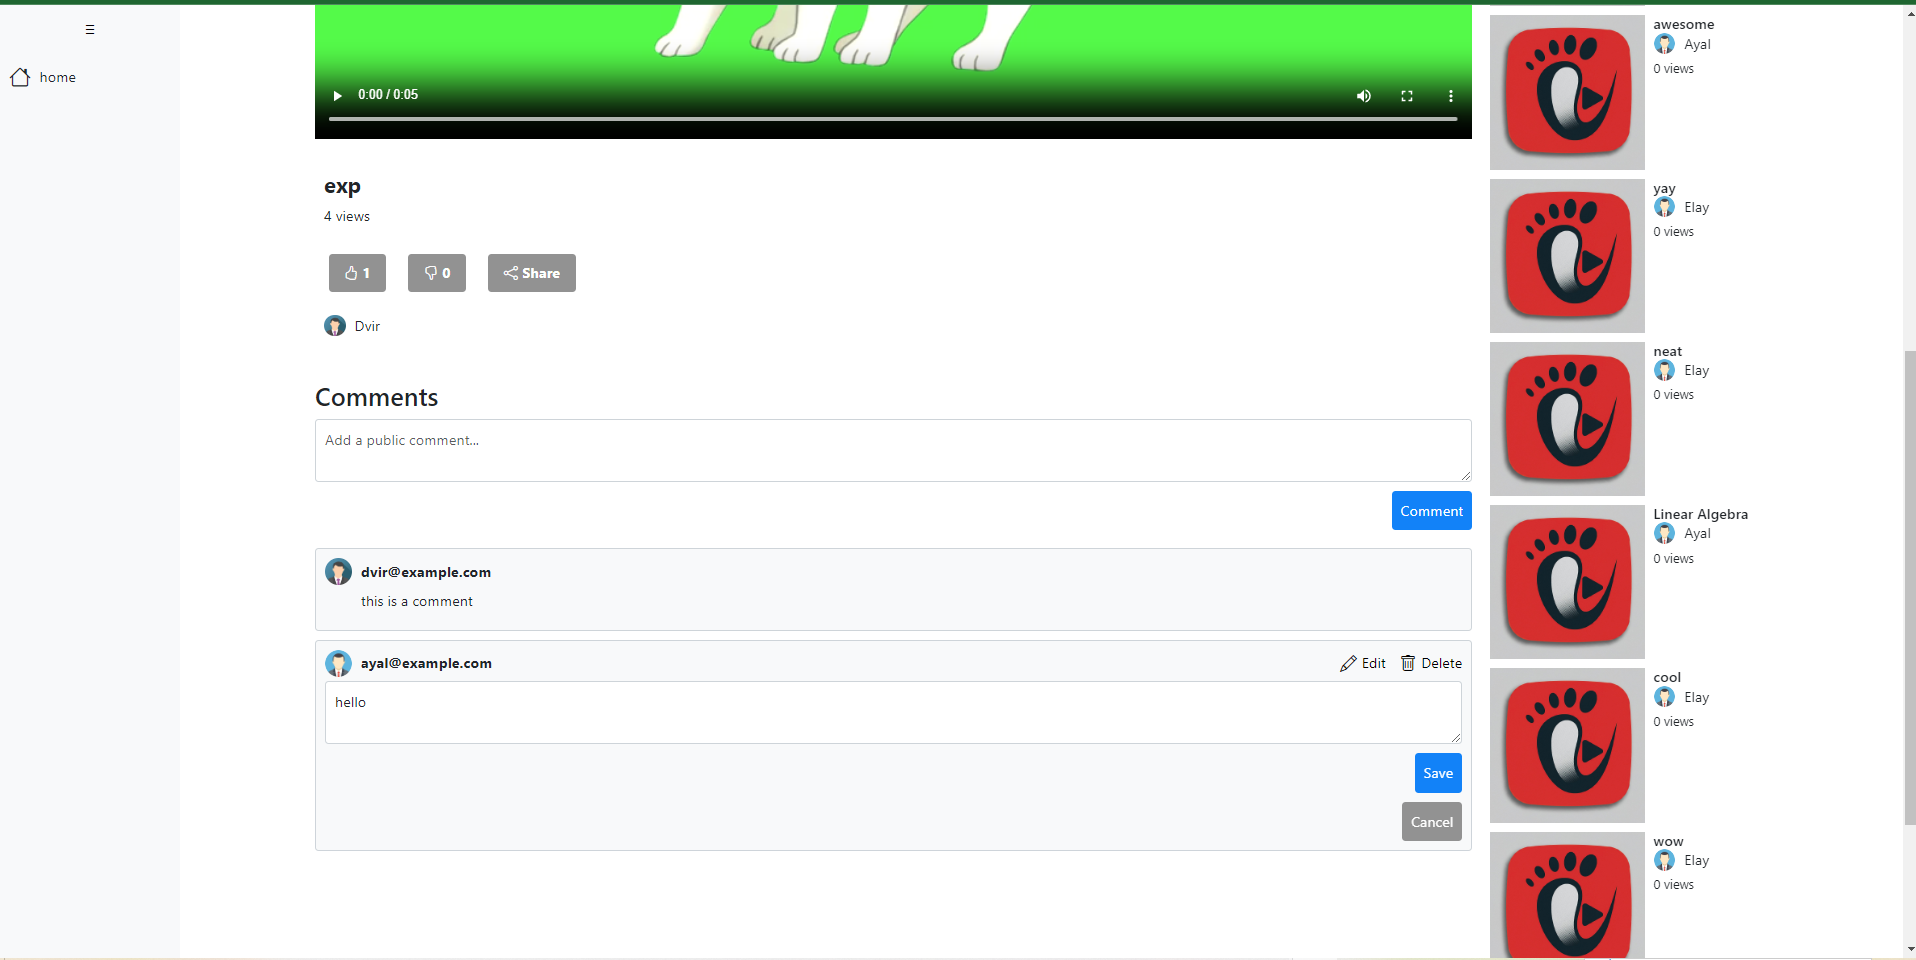 ☰
home
0:00 / 0:05
exp
4 views
1
0
Share
Dvir
Comments
Add a public comment...
Comment
dvir@example.com
this is a comment
ayal@example.com
Edit
Delete
hello
Save
Cancel
awesome
Ayal
0 views
yay
Elay
0 views
neat
Elay
0 views
Linear Algebra
Ayal
0 views
cool
Elay
0 views
wow
Elay
0 views